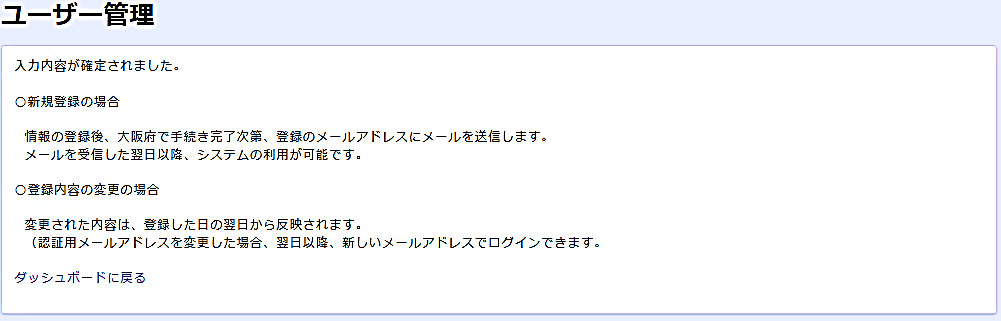 ユーザー管理
入力内容が確定されました。
○新規登録の場合
情報の登録後、大阪府で手続き完了次第、登録のメールアドレスにメールを送信します。
メールを受信した翌日以降、システムの利用が可能です。
○登録内容の変更の場合
変更された内容は、登録した日の翌日から反映されます。
（認証用メールアドレスを変更した場合、翌日以降、新しいメールアドレスでログインできます。
ダッシュボードに戻る